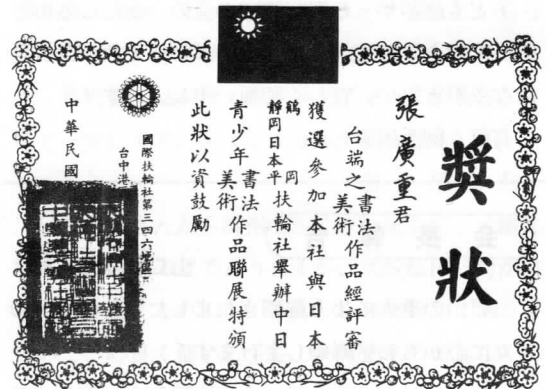 獎狀
張廣重君
台端之書法美術作品經評審
獲選參加本社與日本
鶴岡靜岡日本平扶輪社舉辦中日
青少年書法美術作品聯展特頒
此狀以資鼓勵
國際扶輪社第三四六
台中港
中華民國